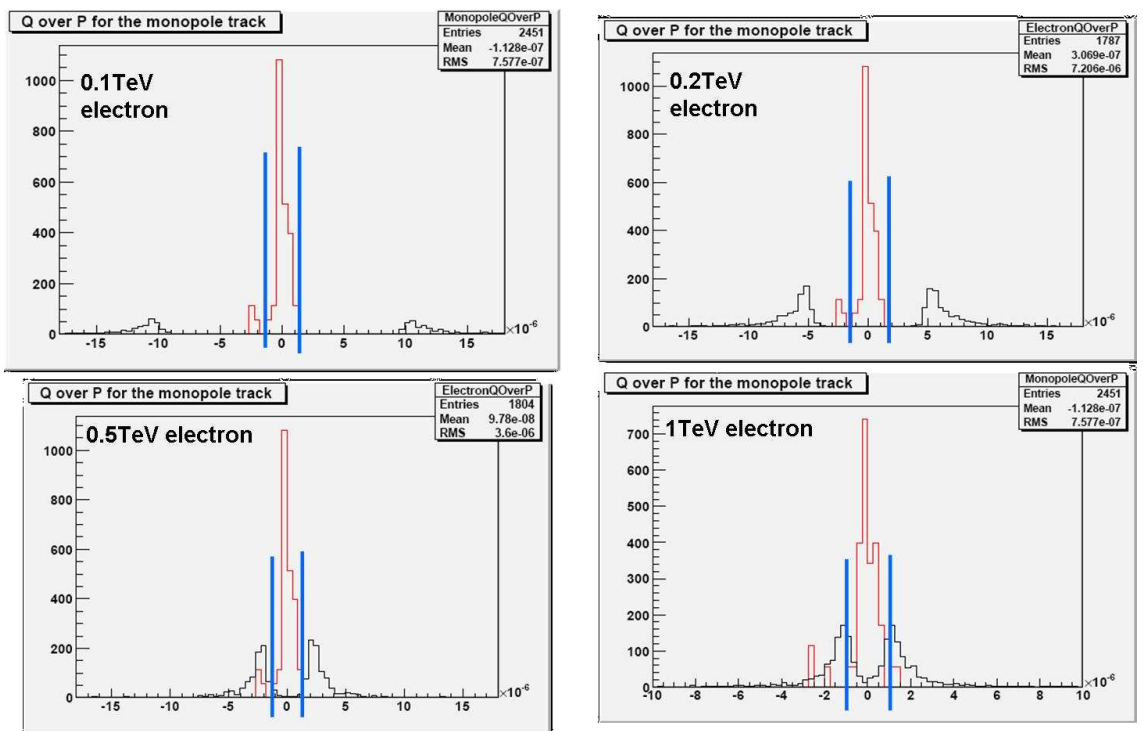 Q over P for the monopole track
MonopoleQOverP
Entries 2451
Mean -1.128e-07
RMS 7.577e-07
0.1TeV
electron
1000
800
600
400
200
0
-15 -10 -5 0 5 10 15
×10⁻⁶
Q over P for the monopole track
ElectronQOverP
Entries 1787
Mean 3.069e-07
RMS 7.206e-06
0.2TeV
electron
1000
800
600
400
200
0
-15 -10 -5 0 5 10 15
×10⁻⁶
Q over P for the monopole track
ElectronQOverP
Entries 1804
Mean 9.78e-08
RMS 3.6e-06
0.5TeV electron
1000
800
600
400
200
0
-15 -10 -5 0 5 10 15
×10⁻⁶
Q over P for the monopole track
MonopoleQOverP
Entries 2451
Mean -1.128e-07
RMS 7.577e-07
1TeV electron
700
600
500
400
300
200
100
0
-10 -8 -6 -4 -2 0 2 4 6 8 10
×10⁻⁶